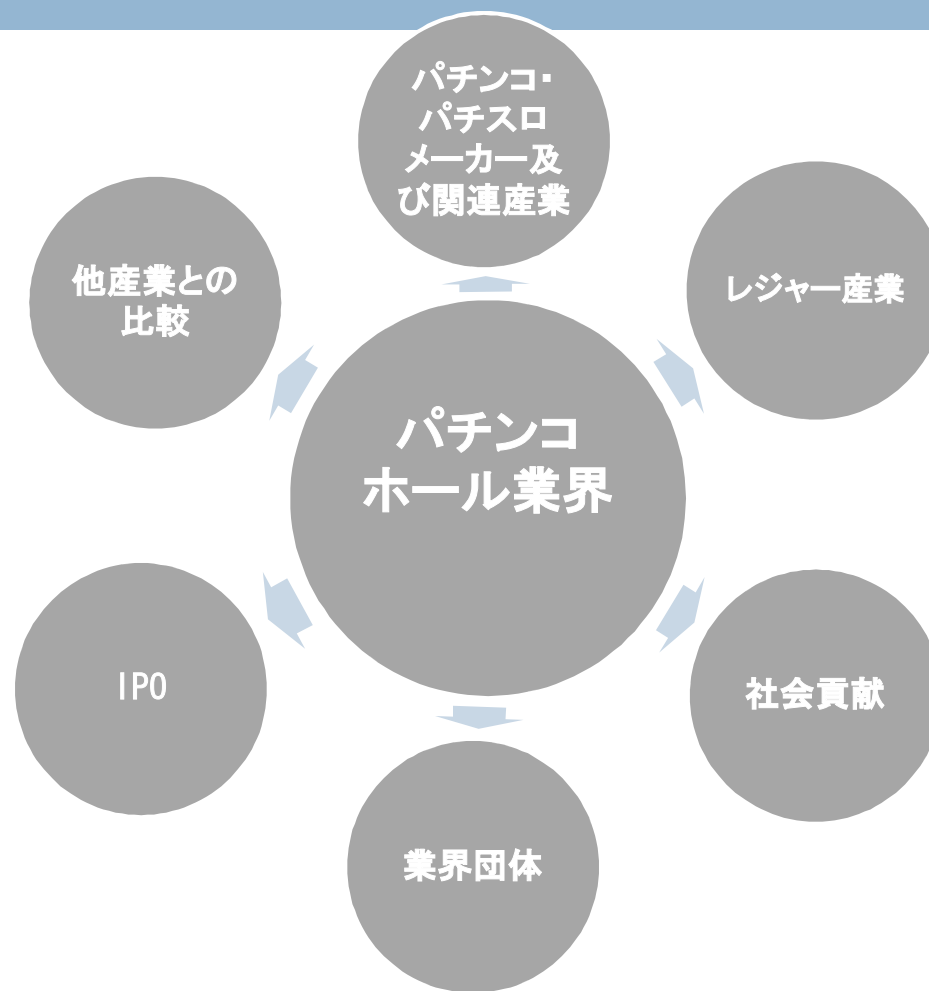 パチンコ・
パチスロ
メーカー及
び関連産業
他産業との
比較
レジャー産業
パチンコ
ホール業界
IPO
社会貢献
業界団体